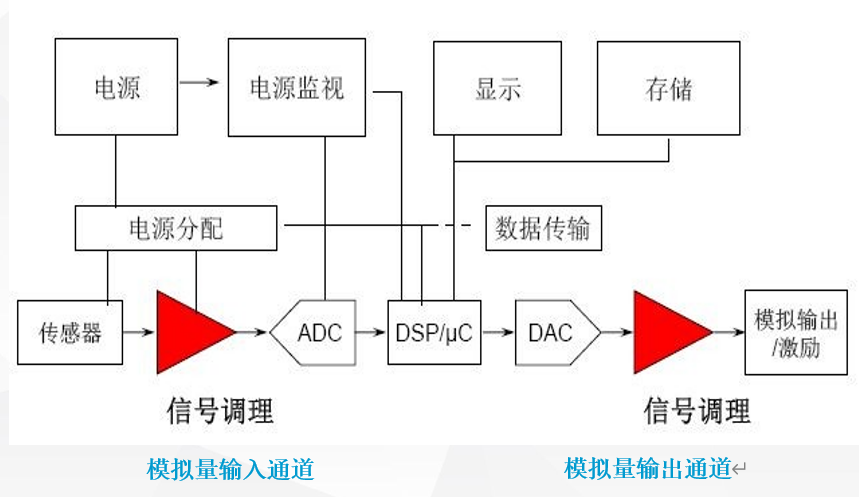 电源
电源监视
显示
存储
电源分配
数据传输
传感器
ADC
DSP/μC
DAC
模拟输出
/激励
信号调理
信号调理
模拟量输入通道
模拟量输出通道